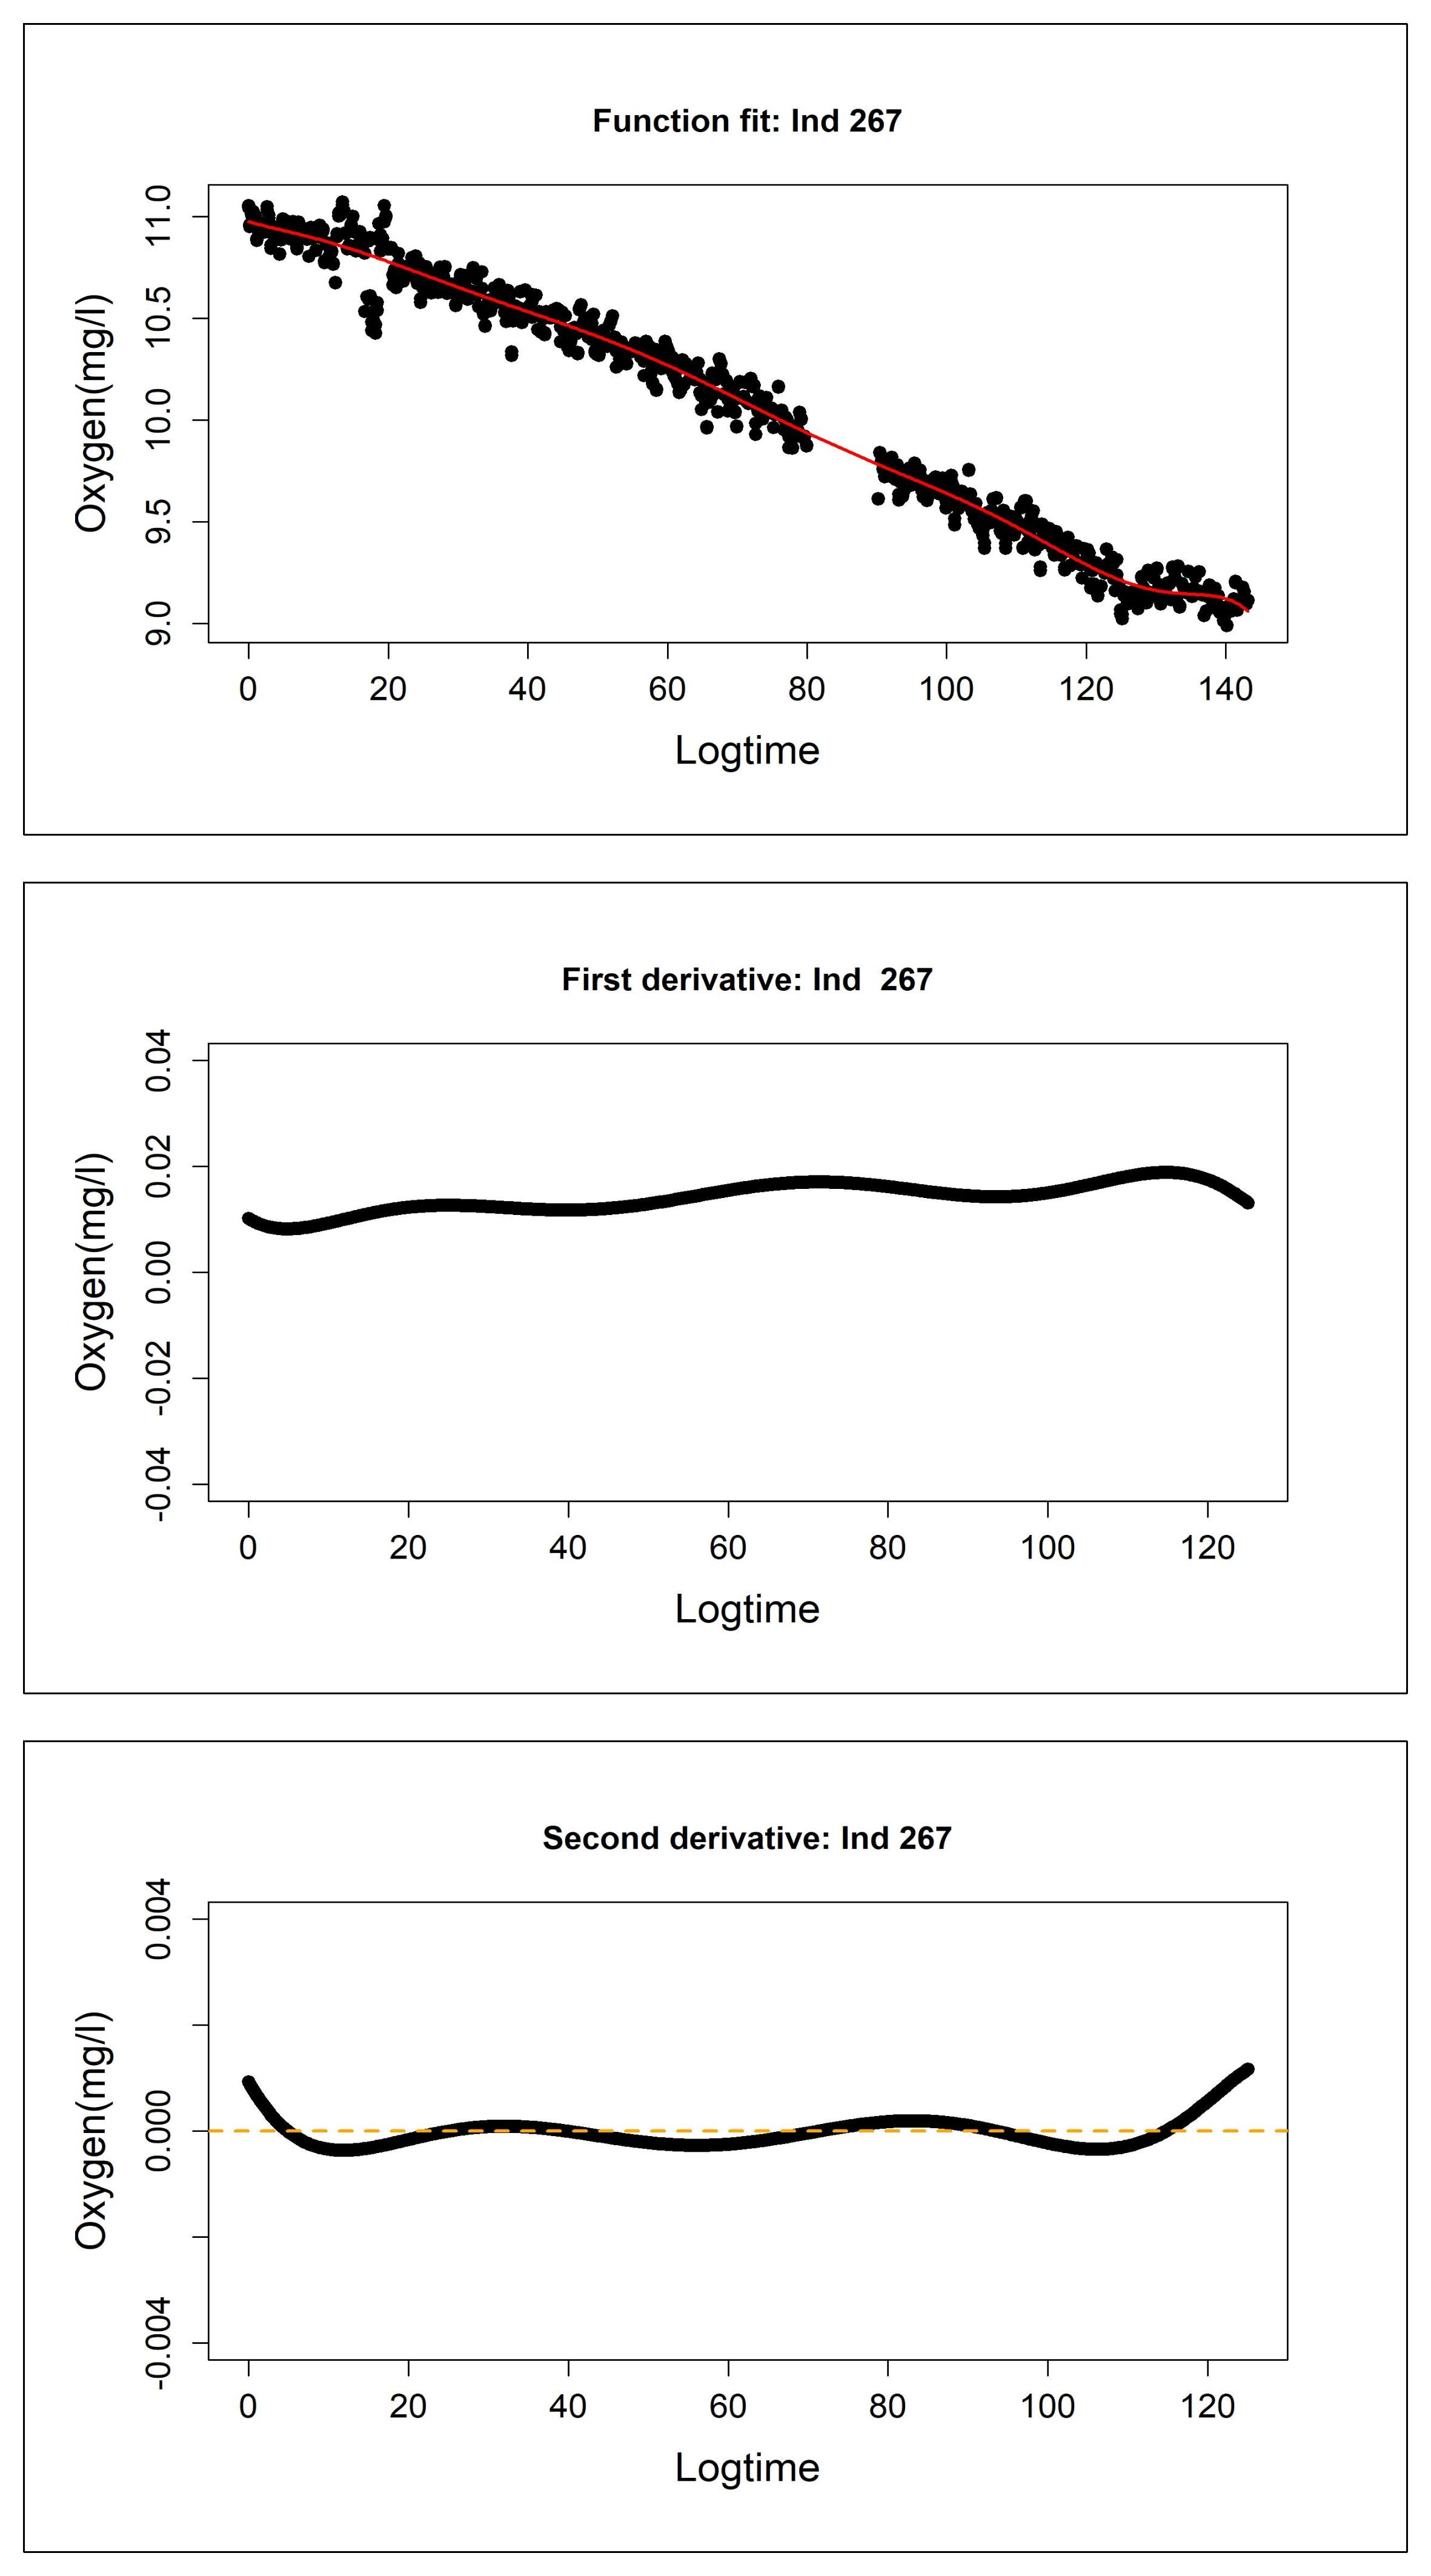 Function fit: Ind 267
Oxygen(mg/l)
11.0
10.5
10.0
9.5
9.0
0 20 40 60 80 100 120 140
Logtime
First derivative: Ind  267
Oxygen(mg/l)
0.04
0.02
0.00
-0.02
-0.04
0 20 40 60 80 100 120
Logtime
Second derivative: Ind 267
Oxygen(mg/l)
0.004
0.000
-0.004
0 20 40 60 80 100 120
Logtime